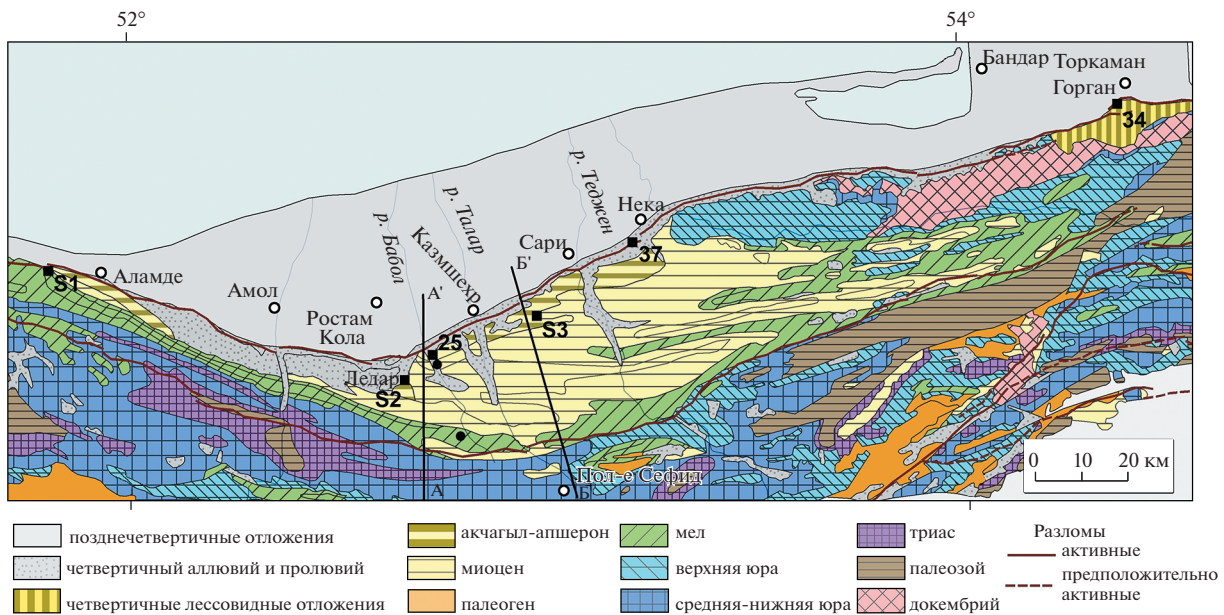 52°
54°
Бандар
Торкаман
Горган
34
р. Теджен
Нека
р. Талар
р. Бабол
Казмшехр
Сари
37
Б'
S1
Аламде
A'
Амол
Ростам
Кола
S3
25
Ледар
S2
Пол-е Сефид
A
Б
0 10 20 км
позднечетвертичные отложения
четвертичный аллювий и пролювий
четвертичные лессовидные отложения
акчагыл-апшерон
миоцен
палеоген
мел
верхняя юра
средняя-нижняя юра
триас
палеозой
докембрий
Разломы
активные
предположительно
активные